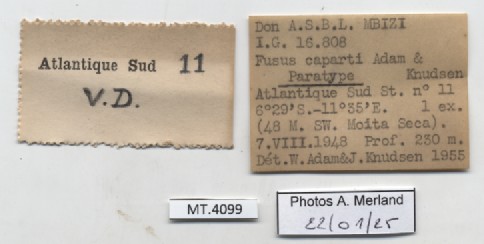 Atlantique Sud 11
V.D.
Don A.S.B.L. MBIZI
I.G. 16.808
Fusus caparti Adam &
Paratype Knudsen
Atlantique Sud St. n° 11
6°29'S.-11°35'E. 1 ex.
(48 M. SW. Moita Seca).
7.VIII.1948 Prof. 230 m.
Dét.W.Adam&J.Knudsen 1955
MT.4099
Photos A. Merland
22/01/25